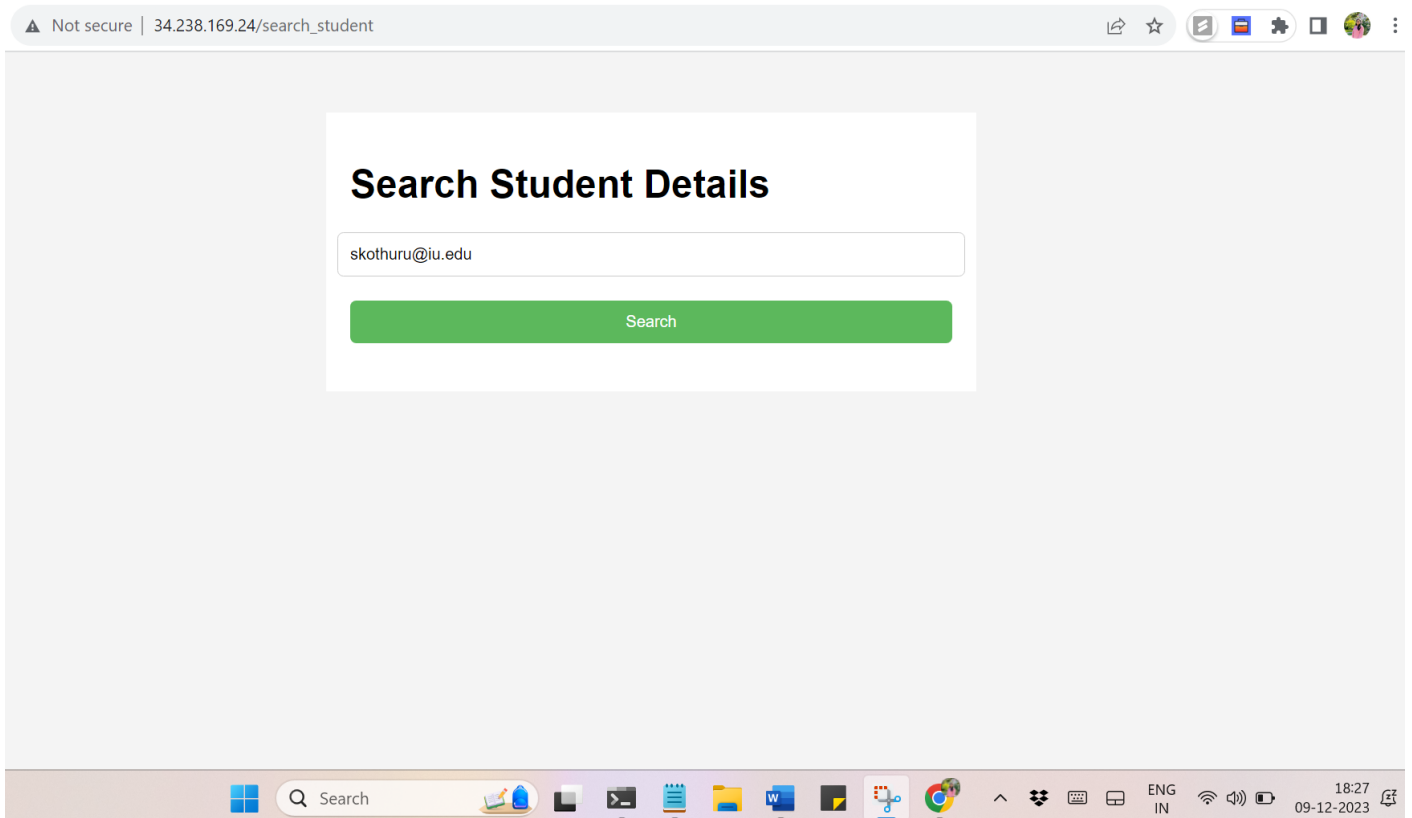 Not secure | 34.238.169.24/search_student
Search Student Details
skothuru@iu.edu
Search
Search
ENG
IN
18:27
09-12-2023